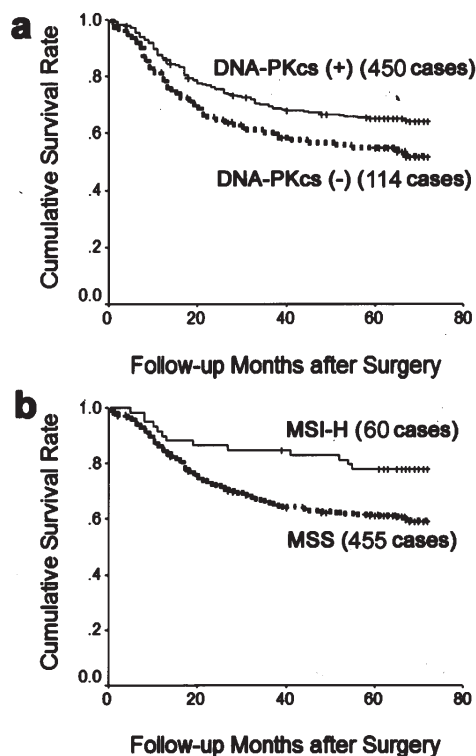 a
Cumulative Survival Rate
1.0
.8
.6
.4
.2
0.0
DNA-PKcs (+) (450 cases)
DNA-PKcs (-) (114 cases)
0 20 40 60 80
Follow-up Months after Surgery
b
Cumulative Survival Rate
1.0
.8
.6
.4
.2
0.0
MSI-H (60 cases)
MSS (455 cases)
0 20 40 60 80
Follow-up Months after Surgery